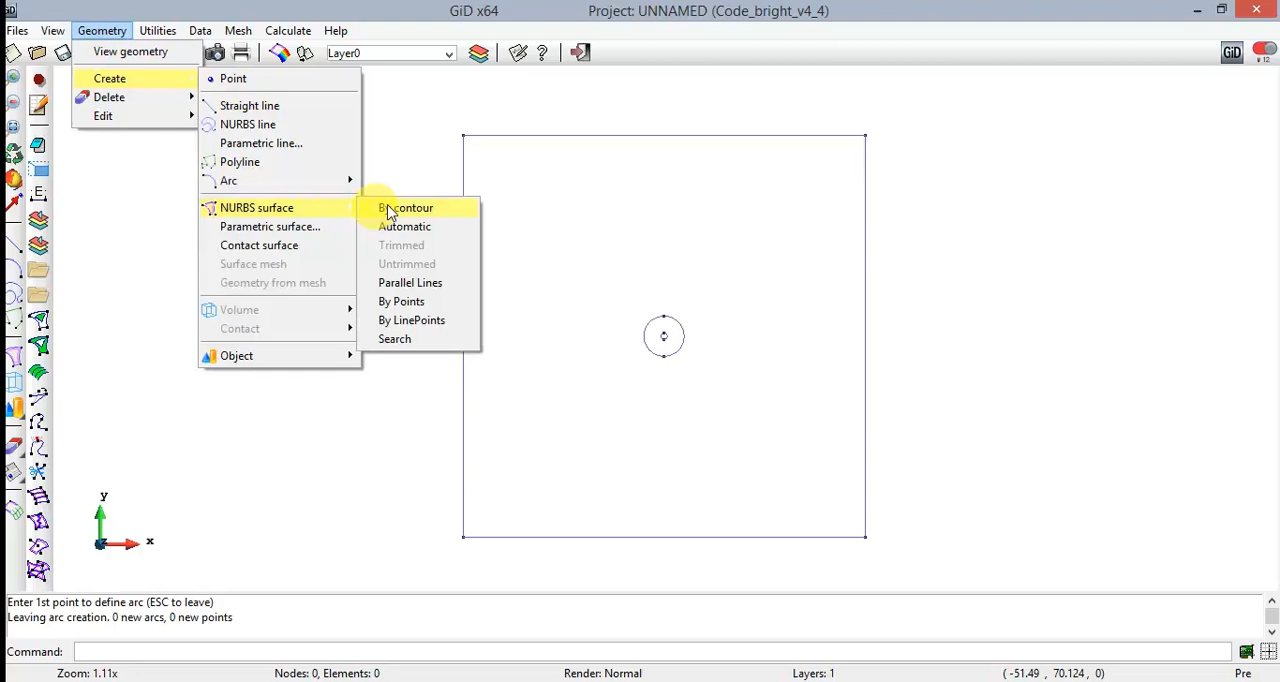 GiD x64 Project: UNNAMED (Code_bright_v4_4)
Files View Geometry Utilities Data Mesh Calculate Help
View geometry
Layer0
GiD
v 12
Create
Delete
Edit
Point
Straight line
NURBS line
Parametric line...
Polyline
Arc
NURBS surface
Parametric surface...
Contact surface
Surface mesh
Geometry from mesh
Volume
Contact
Object
By contour
Automatic
Trimmed
Untrimmed
Parallel Lines
By Points
By LinePoints
Search
y
z
x
Enter 1st point to define arc (ESC to leave)
Leaving arc creation. 0 new arcs, 0 new points
Command:
Zoom: 1.11x Nodes: 0, Elements: 0 Render: Normal Layers: 1 ( -51.49 , 70.124 , 0) Pre